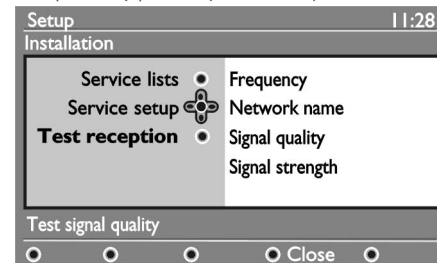 Setup 11:28
Installation
Service lists Frequency
Service setup Network name
Test reception Signal quality
Signal strength
Test signal quality
Close